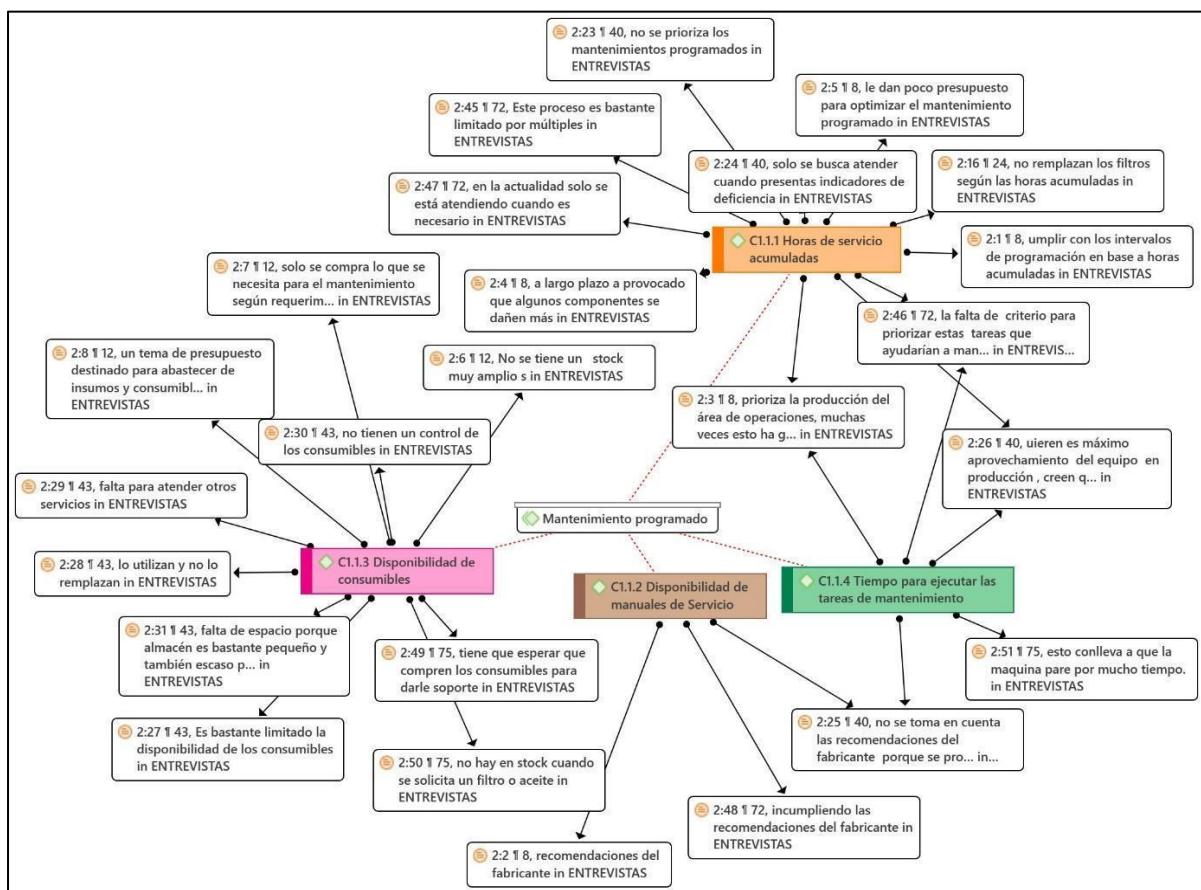 2:23 ¶ 40, no se prioriza los
mantenimientos programados in
ENTREVISTAS
2:5 ¶ 8, le dan poco presupuesto
para optimizar el mantenimiento
programado in ENTREVISTAS
2:45 ¶ 72, Este proceso es bastante
limitado por múltiples in
ENTREVISTAS
2:24 ¶ 40, solo se busca atender
cuando presentas indicadores de
deficiencia in ENTREVISTAS
2:16 ¶ 24, no remplazan los filtros
según las horas acumuladas in
ENTREVISTAS
2:47 ¶ 72, en la actualidad solo se
está atendiendo cuando es
necesario in ENTREVISTAS
C1.1.1 Horas de servicio
acumuladas
2:1 ¶ 8, umplir con los intervalos
de programación en base a horas
acumuladas in ENTREVISTAS
2:7 ¶ 12, solo se compra lo que se
necesita para el mantenimiento
según requerim... in ENTREVISTAS
2:4 ¶ 8, a largo plazo a provocado
que algunos componentes se
dañen más in ENTREVISTAS
2:46 ¶ 72, la falta de criterio para
priorizar estas tareas que
ayudarían a man... in ENTREVIS...
2:8 ¶ 12, un tema de presupuesto
destinado para abastecer de
insumos y consumibl... in
ENTREVISTAS
2:6 ¶ 12, No se tiene un stock
muy amplio s in ENTREVISTAS
2:3 ¶ 8, prioriza la producción del
área de operaciones, muchas
veces esto ha g... in ENTREVISTAS
2:30 ¶ 43, no tienen un control de
los consumibles in ENTREVISTAS
2:26 ¶ 40, uieren es máximo
aprovechamiento del equipo en
producción , creen q... in
ENTREVISTAS
2:29 ¶ 43, falta para atender otros
servicios in ENTREVISTAS
Mantenimiento programado
2:28 ¶ 43, lo utilizan y no lo
remplazan in ENTREVISTAS
C1.1.3 Disponibilidad de
consumibles
C1.1.2 Disponibilidad de
manuales de Servicio
C1.1.4 Tiempo para ejecutar las
tareas de mantenimiento
2:31 ¶ 43, falta de espacio porque
almacén es bastante pequeño y
también escaso p... in
ENTREVISTAS
2:49 ¶ 75, tiene que esperar que
compren los consumibles para
darle soporte in ENTREVISTAS
2:51 ¶ 75, esto conlleva a que la
maquina pare por mucho tiempo.
in ENTREVISTAS
2:27 ¶ 43, Es bastante limitado la
disponibilidad de los consumibles
in ENTREVISTAS
2:25 ¶ 40, no se toma en cuenta
las recomendaciones del
fabricante porque se pro... in...
2:50 ¶ 75, no hay en stock cuando
se solicita un filtro o aceite in
ENTREVISTAS
2:48 ¶ 72, incumpliendo las
recomendaciones del fabricante in
ENTREVISTAS
2:2 ¶ 8, recomendaciones del
fabricante in ENTREVISTAS